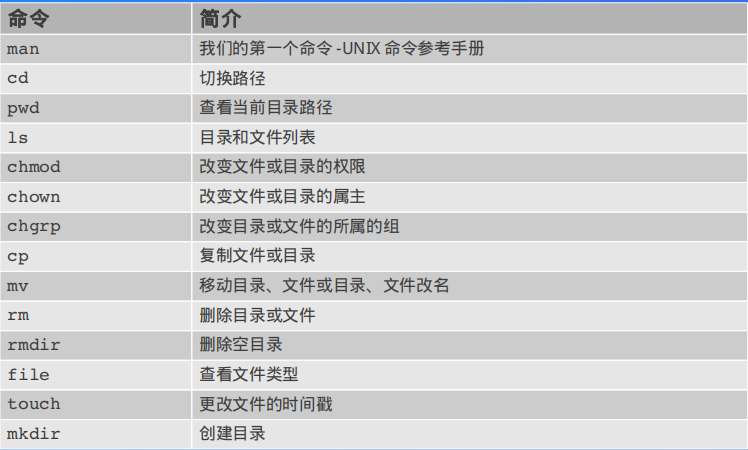 命令 简介
man 我们的第一个命令 -UNIX 命令参考手册
cd 切换路径
pwd 查看当前目录路径
ls 目录和文件列表
chmod 改变文件或目录的权限
chown 改变文件或目录的属主
chgrp 改变目录或文件的所属的组
cp 复制文件或目录
mv 移动目录、文件或目录、文件改名
rm 删除目录或文件
rmdir 删除空目录
file 查看文件类型
touch 更改文件的时间戳
mkdir 创建目录